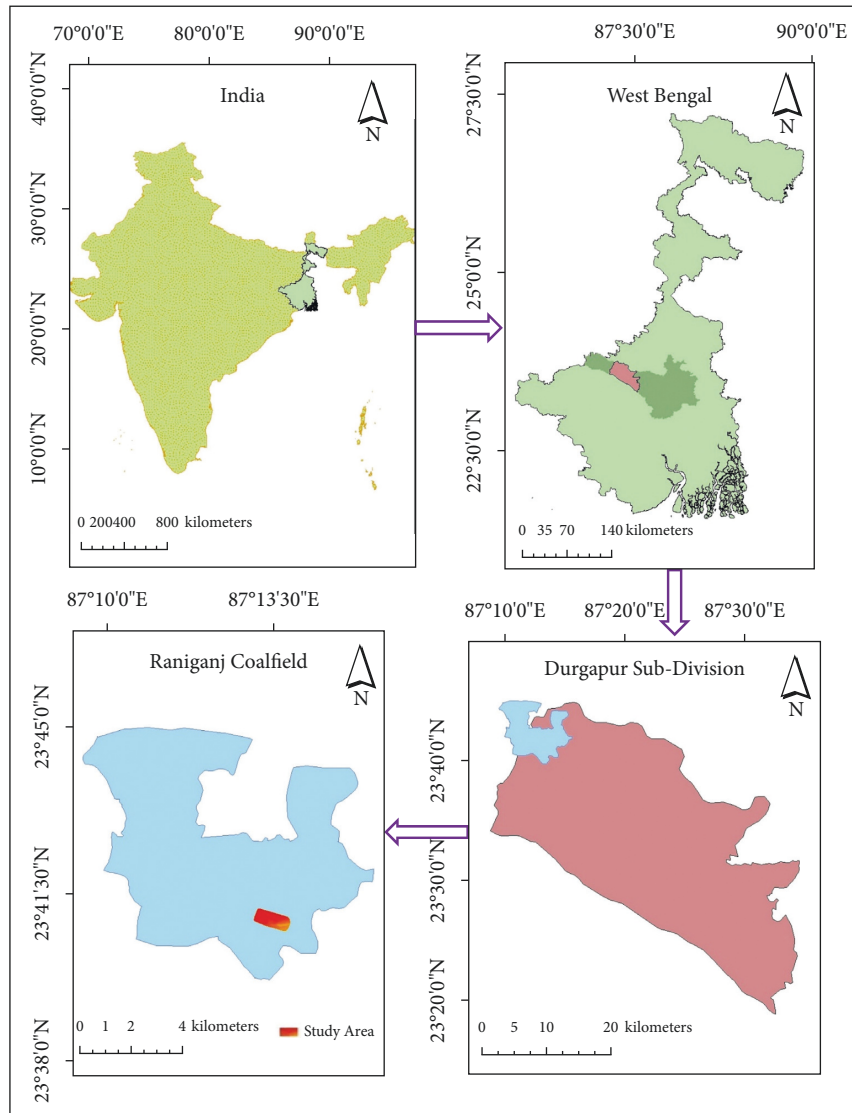 70°0'0"E 80°0'0"E 90°0'0"E
India
N
40°0'0"N
30°0'0"N
20°0'0"N
10°0'0"N
0 200400 800 kilometers
87°30'0"E 90°0'0"E
West Bengal
N
27°30'0"N
25°0'0"N
22°30'0"N
0 35 70 140 kilometers
87°10'0"E 87°13'30"E
Raniganj Coalfield
N
23°45'0"N
23°41'30"N
23°38'0"N
0 1 2 4 kilometers
Study Area
87°10'0"E 87°20'0"E 87°30'0"E
Durgapur Sub-Division
N
23°40'0"N
23°30'0"N
23°20'0"N
0 5 10 20 kilometers